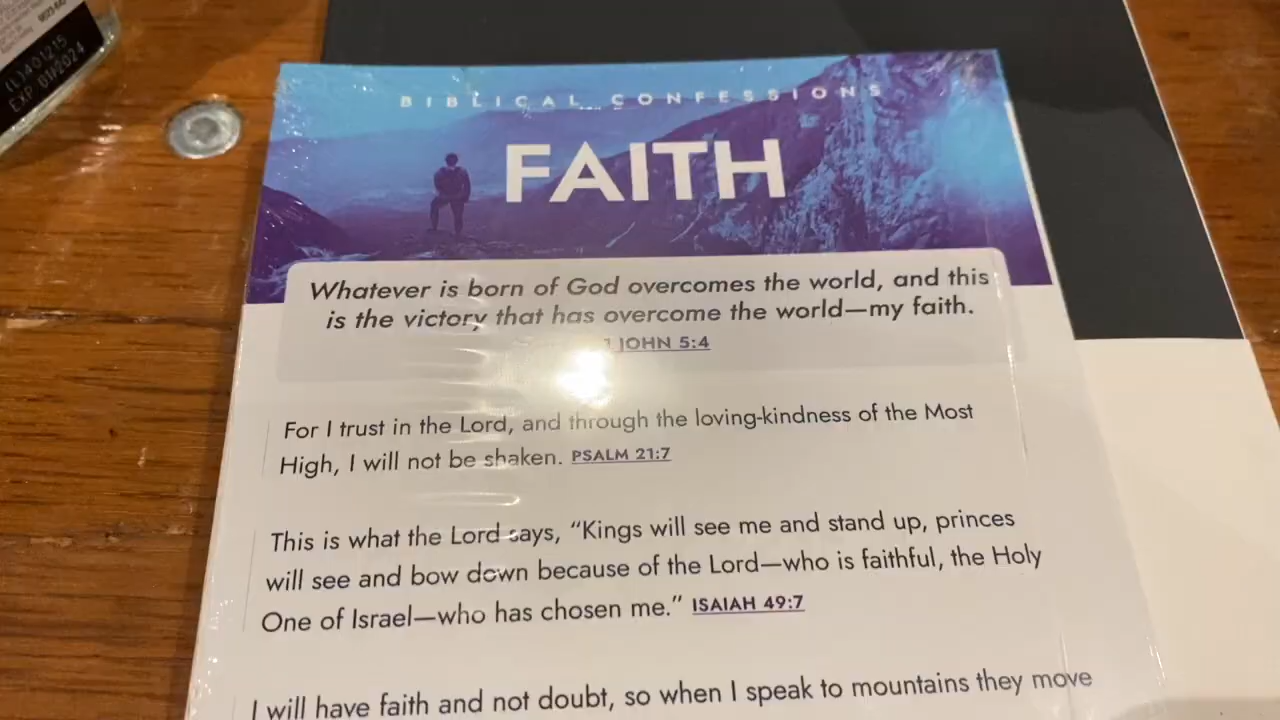 (L)401215
EXP 01/2024
BIBLICAL CONFESSIONS
FAITH
Whatever is born of God overcomes the world, and this
is the victory that has overcome the world—my faith.
1 JOHN 5:4
For I trust in the Lord, and through the loving-kindness of the Most
High, I will not be shaken. PSALM 21:7
This is what the Lord says, “Kings will see me and stand up, princes
will see and bow down because of the Lord—who is faithful, the Holy
One of Israel—who has chosen me.” ISAIAH 49:7
I will have faith and not doubt, so when I speak to mountains they move